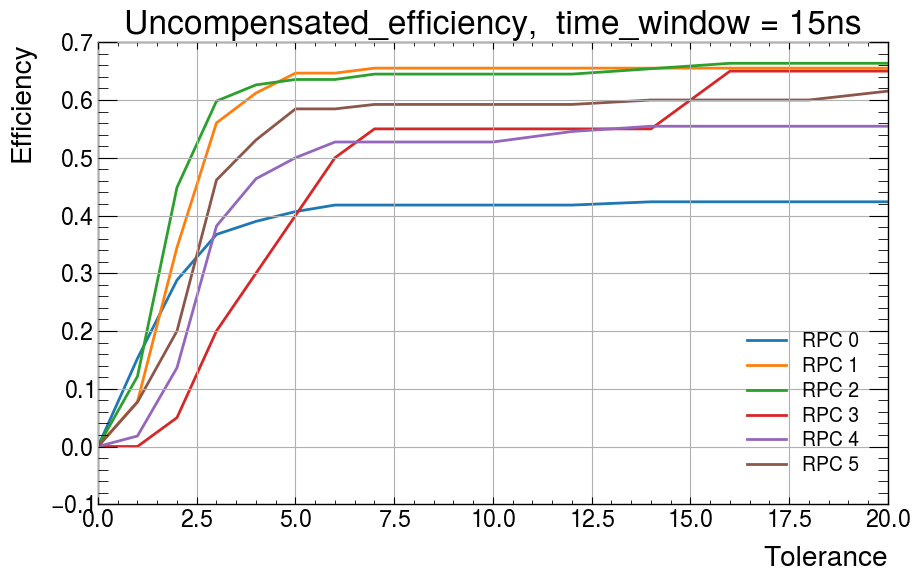 Uncompensated_efficiency, time_window = 15ns
Efficiency
0.7
0.6
0.5
0.4
0.3
0.2
0.1
0.0
−0.1
0.0 2.5 5.0 7.5 10.0 12.5 15.0 17.5 20.0
Tolerance
RPC 0
RPC 1
RPC 2
RPC 3
RPC 4
RPC 5